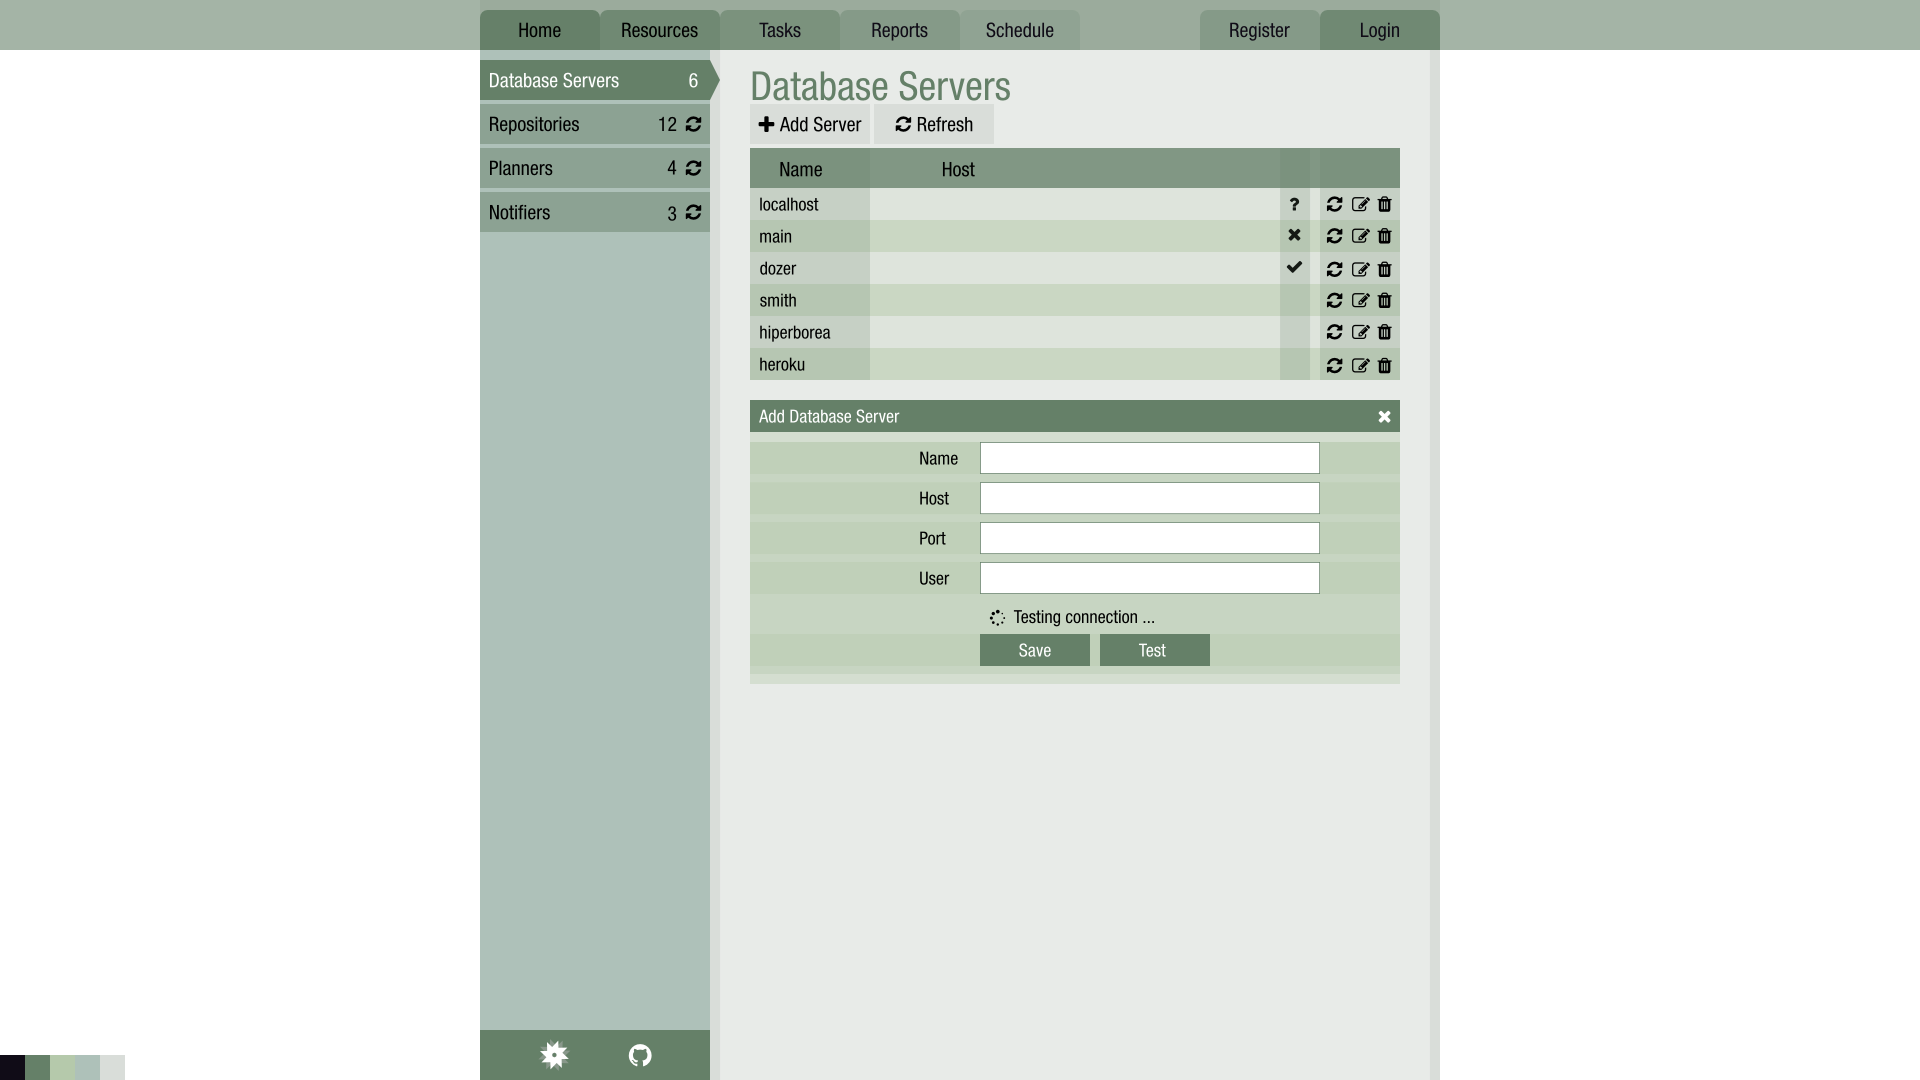 Home Resources Tasks Reports Schedule Register Login
Database Servers 6
Repositories 12
Planners 4
Notifiers 3
Database Servers
Add Server Refresh
Name Host
localhost ?
main
dozer
smith
hiperborea
heroku
Add Database Server
Name
Host
Port
User
Testing connection ...
Save Test